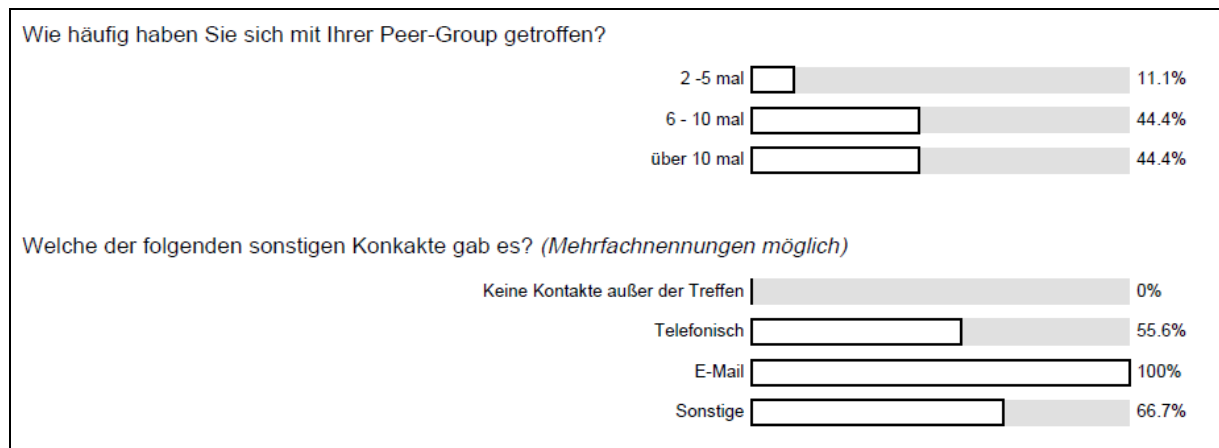 Wie häufig haben Sie sich mit Ihrer Peer-Group getroffen?
2 -5 mal 11.1%
6 - 10 mal 44.4%
über 10 mal 44.4%
Welche der folgenden sonstigen Konkakte gab es? (Mehrfachnennungen möglich)
Keine Kontakte außer der Treffen 0%
Telefonisch 55.6%
E-Mail 100%
Sonstige 66.7%